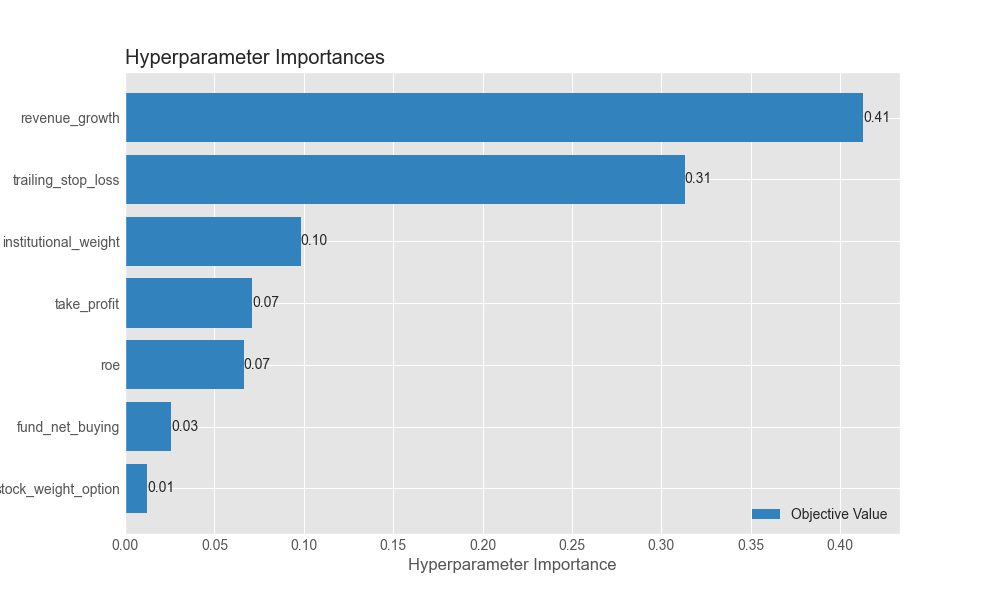 Hyperparameter Importances
revenue_growth
0.41
trailing_stop_loss
0.31
institutional_weight
0.10
take_profit
0.07
roe
0.07
fund_net_buying
0.03
stock_weight_option
0.01
Objective Value
0.00 0.05 0.10 0.15 0.20 0.25 0.30 0.35 0.40
Hyperparameter Importance